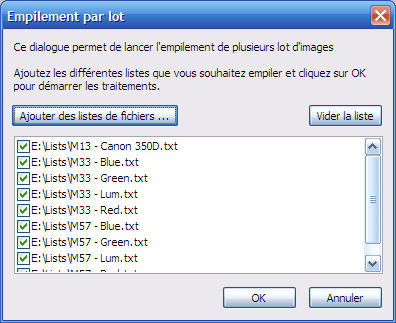 Empilement par lot
Ce dialogue permet de lancer l'empilement de plusieurs lot d'images
Ajoutez les différentes listes que vous souhaitez empiler et cliquez sur OK
pour démarrer les traitements.
Ajouter des listes de fichiers ... Vider la liste
E:\Lists\M13 - Canon 350D.txt
E:\Lists\M33 - Blue.txt
E:\Lists\M33 - Green.txt
E:\Lists\M33 - Lum.txt
E:\Lists\M33 - Red.txt
E:\Lists\M57 - Blue.txt
E:\Lists\M57 - Green.txt
E:\Lists\M57 - Lum.txt
OK Annuler